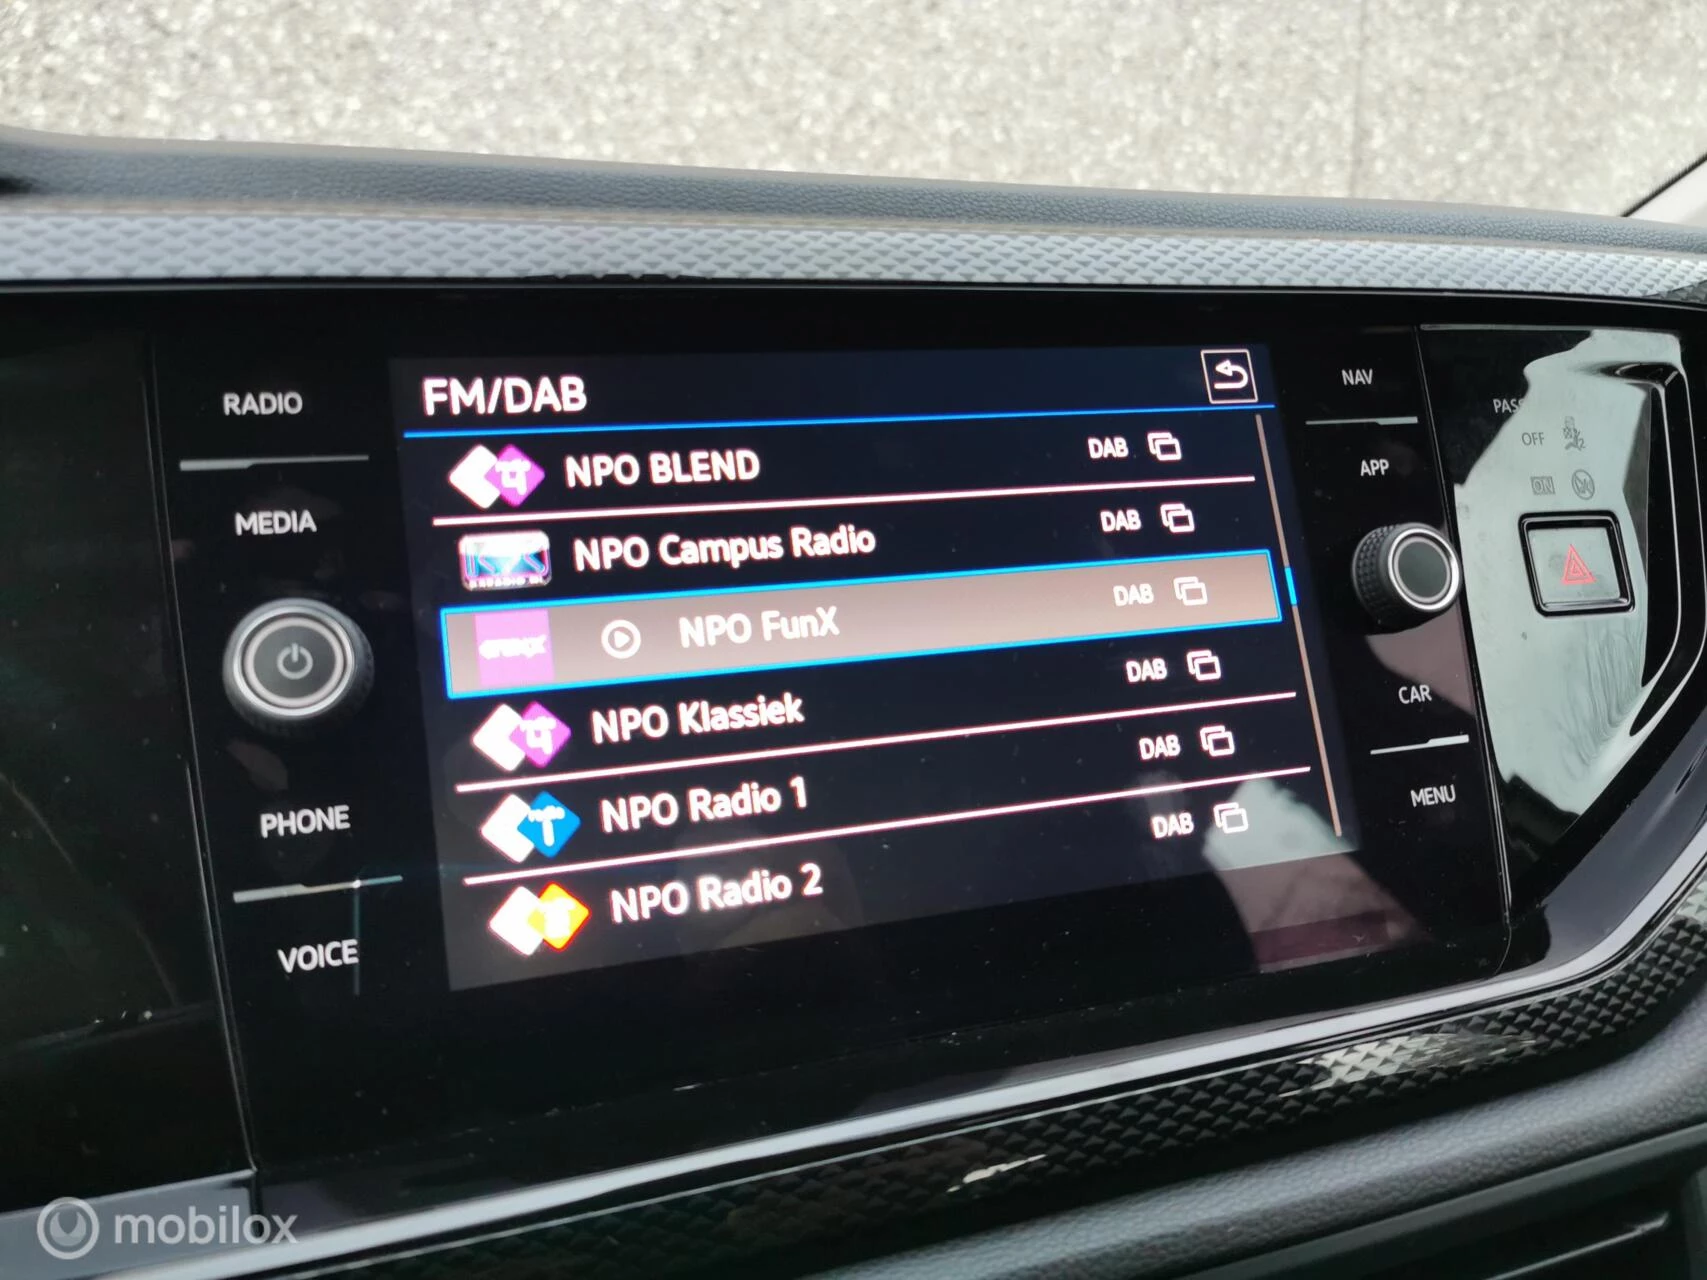 RADIO
MEDIA
PHONE
VOICE
FM/DAB
NPO BLEND DAB
NPO Campus Radio DAB
NPO FunX DAB
NPO Klassiek DAB
NPO Radio 1 DAB
NPO Radio 2 DAB
NAV
APP
CAR
MENU
PASS
OFF
ON
mobilox